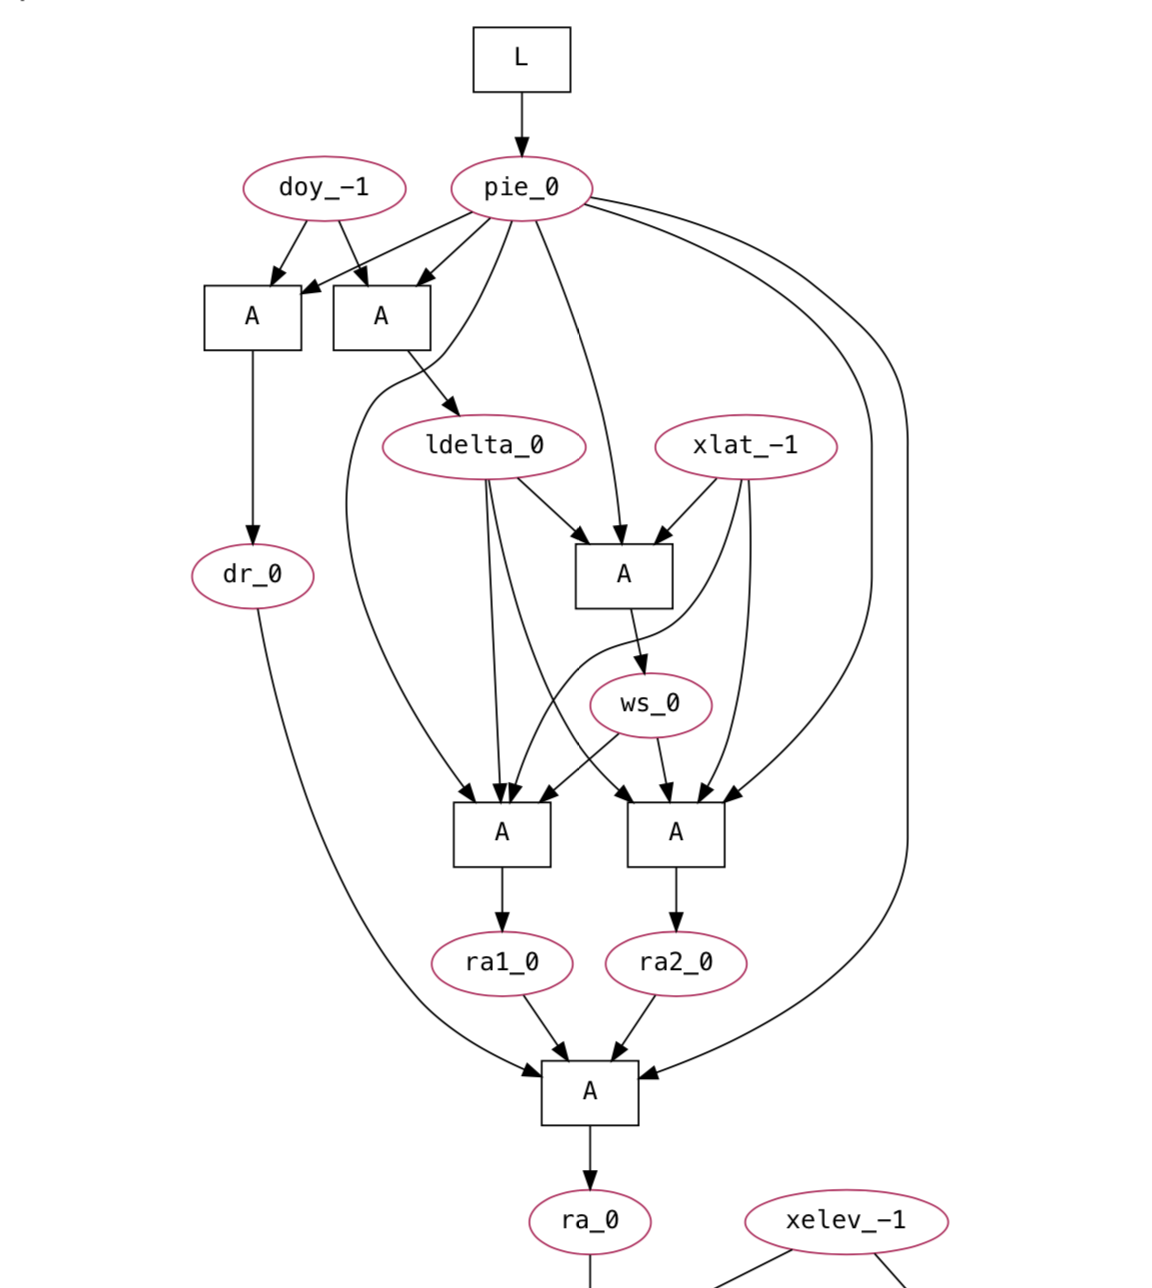 L
doy_−1
pie_0
A
A
ldelta_0
xlat_−1
dr_0
A
ws_0
A
A
ra1_0
ra2_0
A
ra_0
xelev_−1